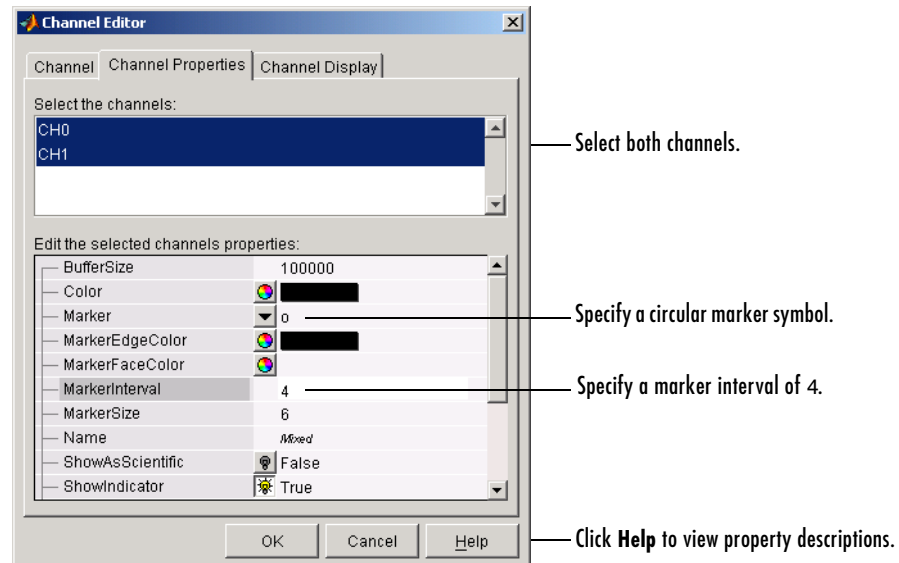 Channel Editor
Channel Channel Properties Channel Display
Select the channels:
CH0
CH1
Select both channels.
Edit the selected channels properties:
BufferSize 100000
Color
Marker o
Specify a circular marker symbol.
MarkerEdgeColor
MarkerFaceColor
MarkerInterval 4
Specify a marker interval of 4.
MarkerSize 6
Name Mixed
ShowAsScientific False
ShowIndicator True
OK Cancel Help
Click Help to view property descriptions.